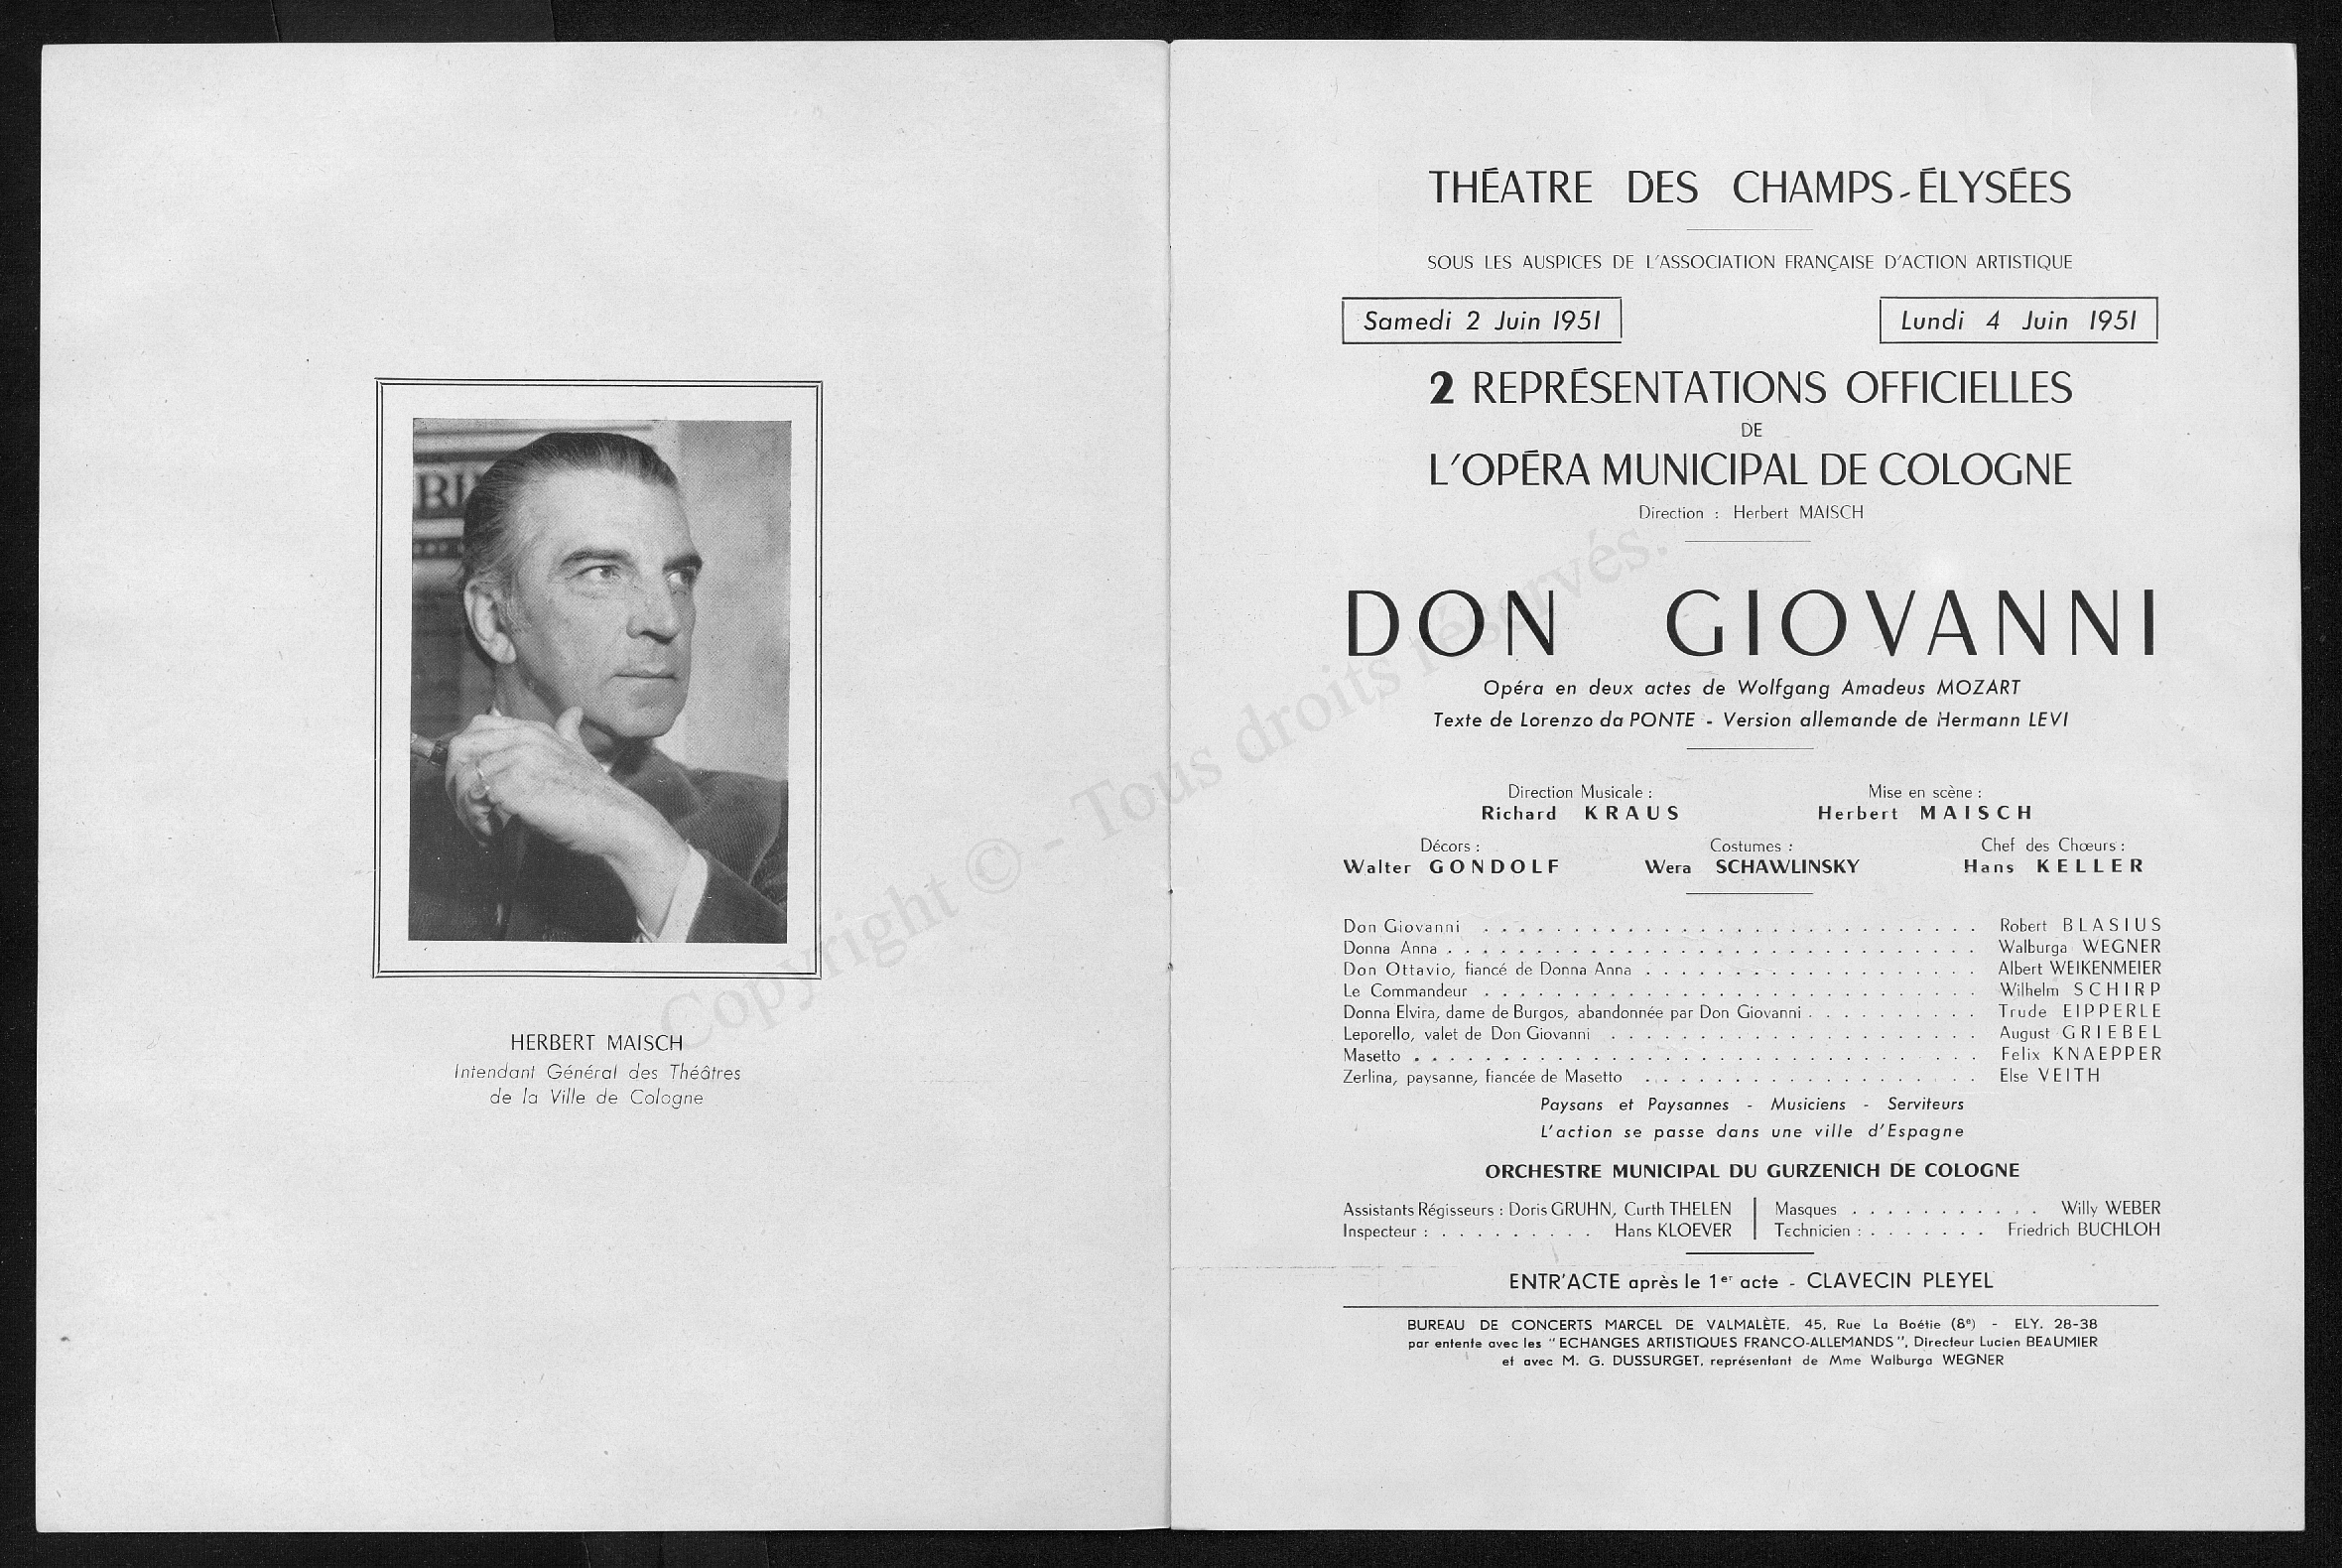 HERBERT MAISCH
Intendant Général des Théâtres
de la Ville de Cologne
THÉATRE DES CHAMPS-ÉLYSÉES
SOUS LES AUSPICES DE L'ASSOCIATION FRANÇAISE D'ACTION ARTISTIQUE
Samedi 2 Juin 1951 Lundi 4 Juin 1951
2 REPRÉSENTATIONS OFFICIELLES
DE
L'OPÉRA MUNICIPAL DE COLOGNE
Direction : Herbert MAISCH
DON GIOVANNI
Opéra en deux actes de Wolfgang Amadeus MOZART
Texte de Lorenzo da PONTE - Version allemande de Hermann LEVI
Direction Musicale : Mise en scène :
Richard KRAUS Herbert MAISCH
Décors : Costumes : Chef des Chœurs :
Walter GONDOLF Wera SCHAWLINSKY Hans KELLER
Don Giovanni . . . . . . . . . . Robert BLASIUS
Donna Anna . . . . . . . . . . Walburga WEGNER
Don Ottavio, fiancé de Donna Anna . . . . . . . . . . Albert WEIKENMEIER
Le Commandeur . . . . . . . . . . Wilhelm SCHIRP
Donna Elvira, dame de Burgos, abandonnée par Don Giovanni . . . . . . . . . . Trude EIPPERLE
Leporello, valet de Don Giovanni . . . . . . . . . . August GRIEBEL
Masetto . . . . . . . . . . Felix KNAEPPER
Zerlina, paysanne, fiancée de Masetto . . . . . . . . . . Else VEITH
Paysans et Paysannes - Musiciens - Serviteurs
L'action se passe dans une ville d'Espagne
ORCHESTRE MUNICIPAL DU GURZENICH DE COLOGNE
Assistants Régisseurs : Doris GRUHN, Curth THELEN
Inspecteur : . . . . . . . . . Hans KLOEVER
Masques . . . . . . . . . . . Willy WEBER
Technicien : . . . . . . . Friedrich BUCHLOH
ENTR'ACTE après le 1er acte - CLAVECIN PLEYEL
BUREAU DE CONCERTS MARCEL DE VALMALÈTE, 45, Rue La Boétie (8e) - ELY. 28-38
par entente avec les "ECHANGES ARTISTIQUES FRANCO-ALLEMANDS", Directeur Lucien BEAUMIER
et avec M. G. DUSSURGET, représentant de Mme Walburga WEGNER
Copyright © - Tous droits réservés.